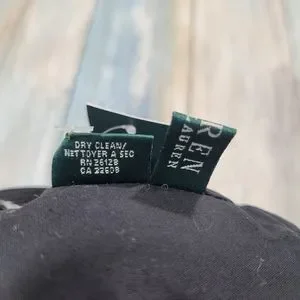 DRY CLEAN/
NETTOYER A SEC
RN 26128
CA 22609
REN
LAUREN